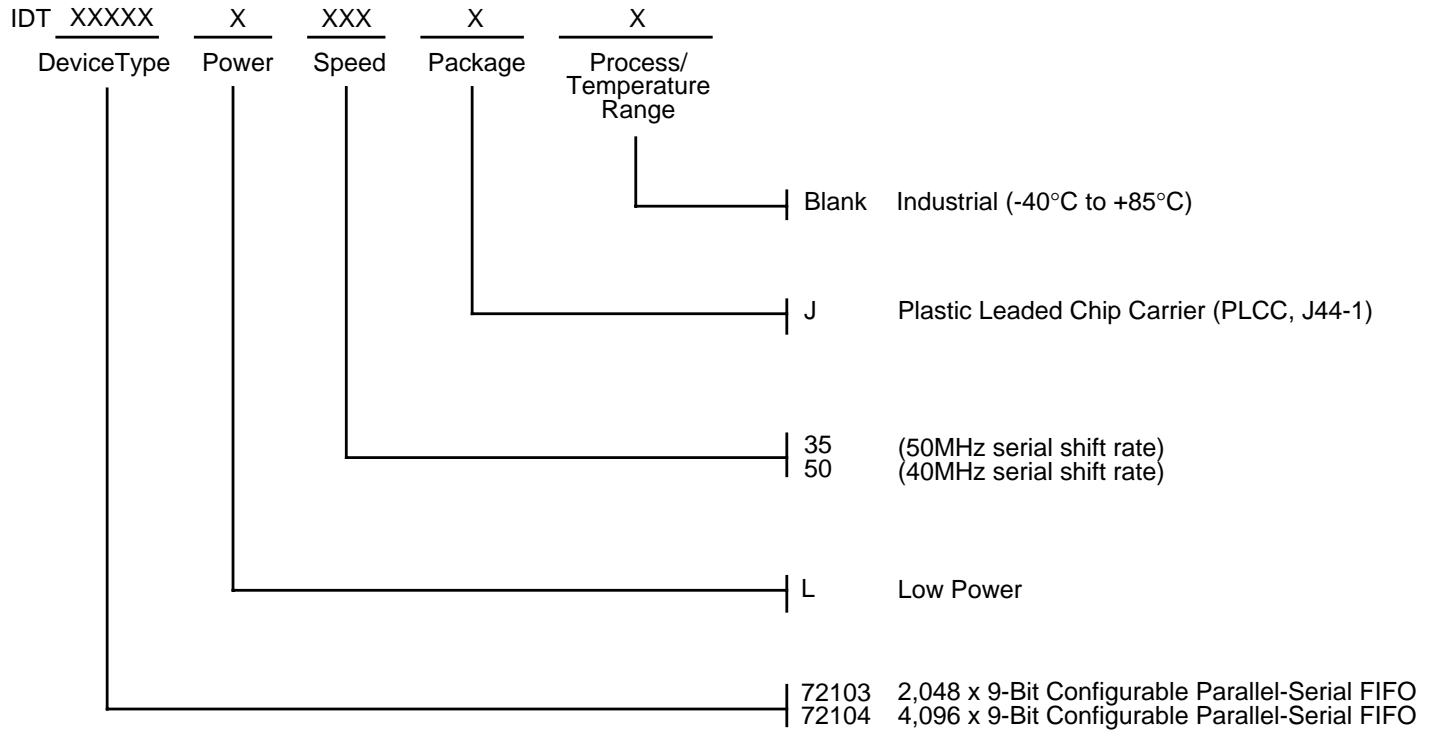 IDT XXXXX X XXX X X
DeviceType Power Speed Package Process/
Temperature
Range
Blank Industrial (-40°C to +85°C)
J Plastic Leaded Chip Carrier (PLCC, J44-1)
35 (50MHz serial shift rate)
50 (40MHz serial shift rate)
L Low Power
72103 2,048 x 9-Bit Configurable Parallel-Serial FIFO
72104 4,096 x 9-Bit Configurable Parallel-Serial FIFO